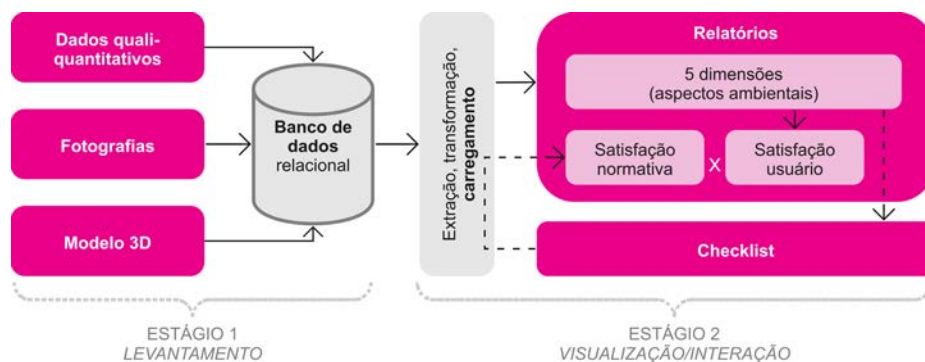 Dados quali-
quantitativos
Fotografias
Modelo 3D
Banco de
dados
relacional
Extração, transformação,
carregamento
Relatórios
5 dimensões
(aspectos ambientais)
Satisfação
normativa
X
Satisfação
usuário
Checklist
ESTÁGIO 1
LEVANTAMENTO
ESTÁGIO 2
VISUALIZAÇÃO/INTERAÇÃO